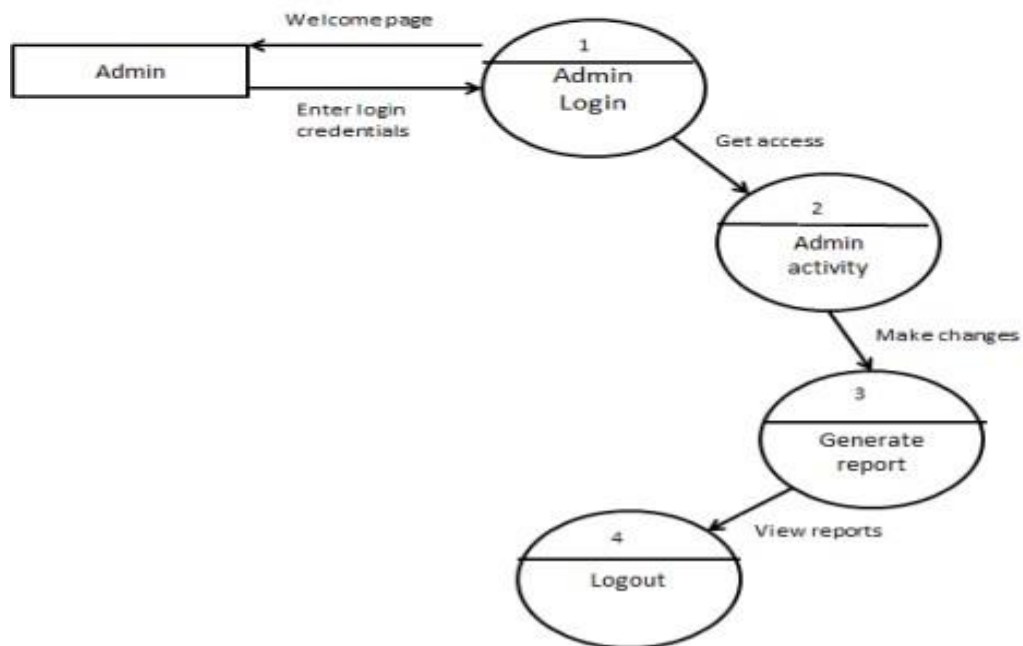 Welcome page
Admin
Enter login
credentials
1
Admin
Login
Get access
2
Admin
activity
Make changes
3
Generate
report
View reports
4
Logout